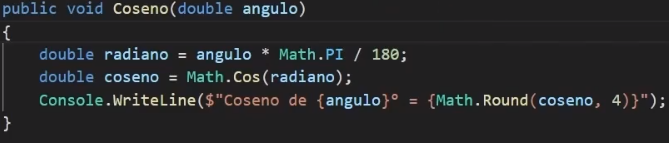 public void Coseno(double angulo)
{
    double radiano = angulo * Math.PI / 180;
    double coseno = Math.Cos(radiano);
    Console.WriteLine($"Coseno de {angulo}° = {Math.Round(coseno, 4)}");
}